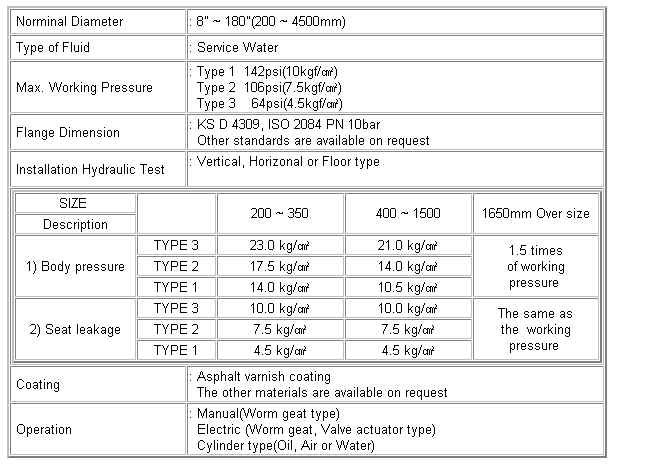 Norminal Diameter : 8" ~ 180"(200 ~ 4500mm)
Type of Fluid : Service Water
Max. Working Pressure : Type 1 142psi(10kgf/㎠)
Type 2 106psi(7.5kgf/㎠)
Type 3 64psi(4.5kgf/㎠)
Flange Dimension : KS D 4309, ISO 2084 PN 10bar
Other standards are available on request
Installation Hydraulic Test : Vertical, Horizonal or Floor type
SIZE 200 ~ 350 400 ~ 1500 1650mm Over size
Description
1) Body pressure TYPE 3 23.0 kg/㎠ 21.0 kg/㎠ 1.5 times
TYPE 2 17.5 kg/㎠ 14.0 kg/㎠ of working
TYPE 1 14.0 kg/㎠ 10.5 kg/㎠ pressure
2) Seat leakage TYPE 3 10.0 kg/㎠ 10.0 kg/㎠ The same as
TYPE 2 7.5 kg/㎠ 7.5 kg/㎠ the working
TYPE 1 4.5 kg/㎠ 4.5 kg/㎠ pressure
Coating : Asphalt varnish coating
The other materials are available on request
Operation : Manual(Worm geat type)
Electric (Worm geat, Valve actuator type)
Cylinder type(Oil, Air or Water)